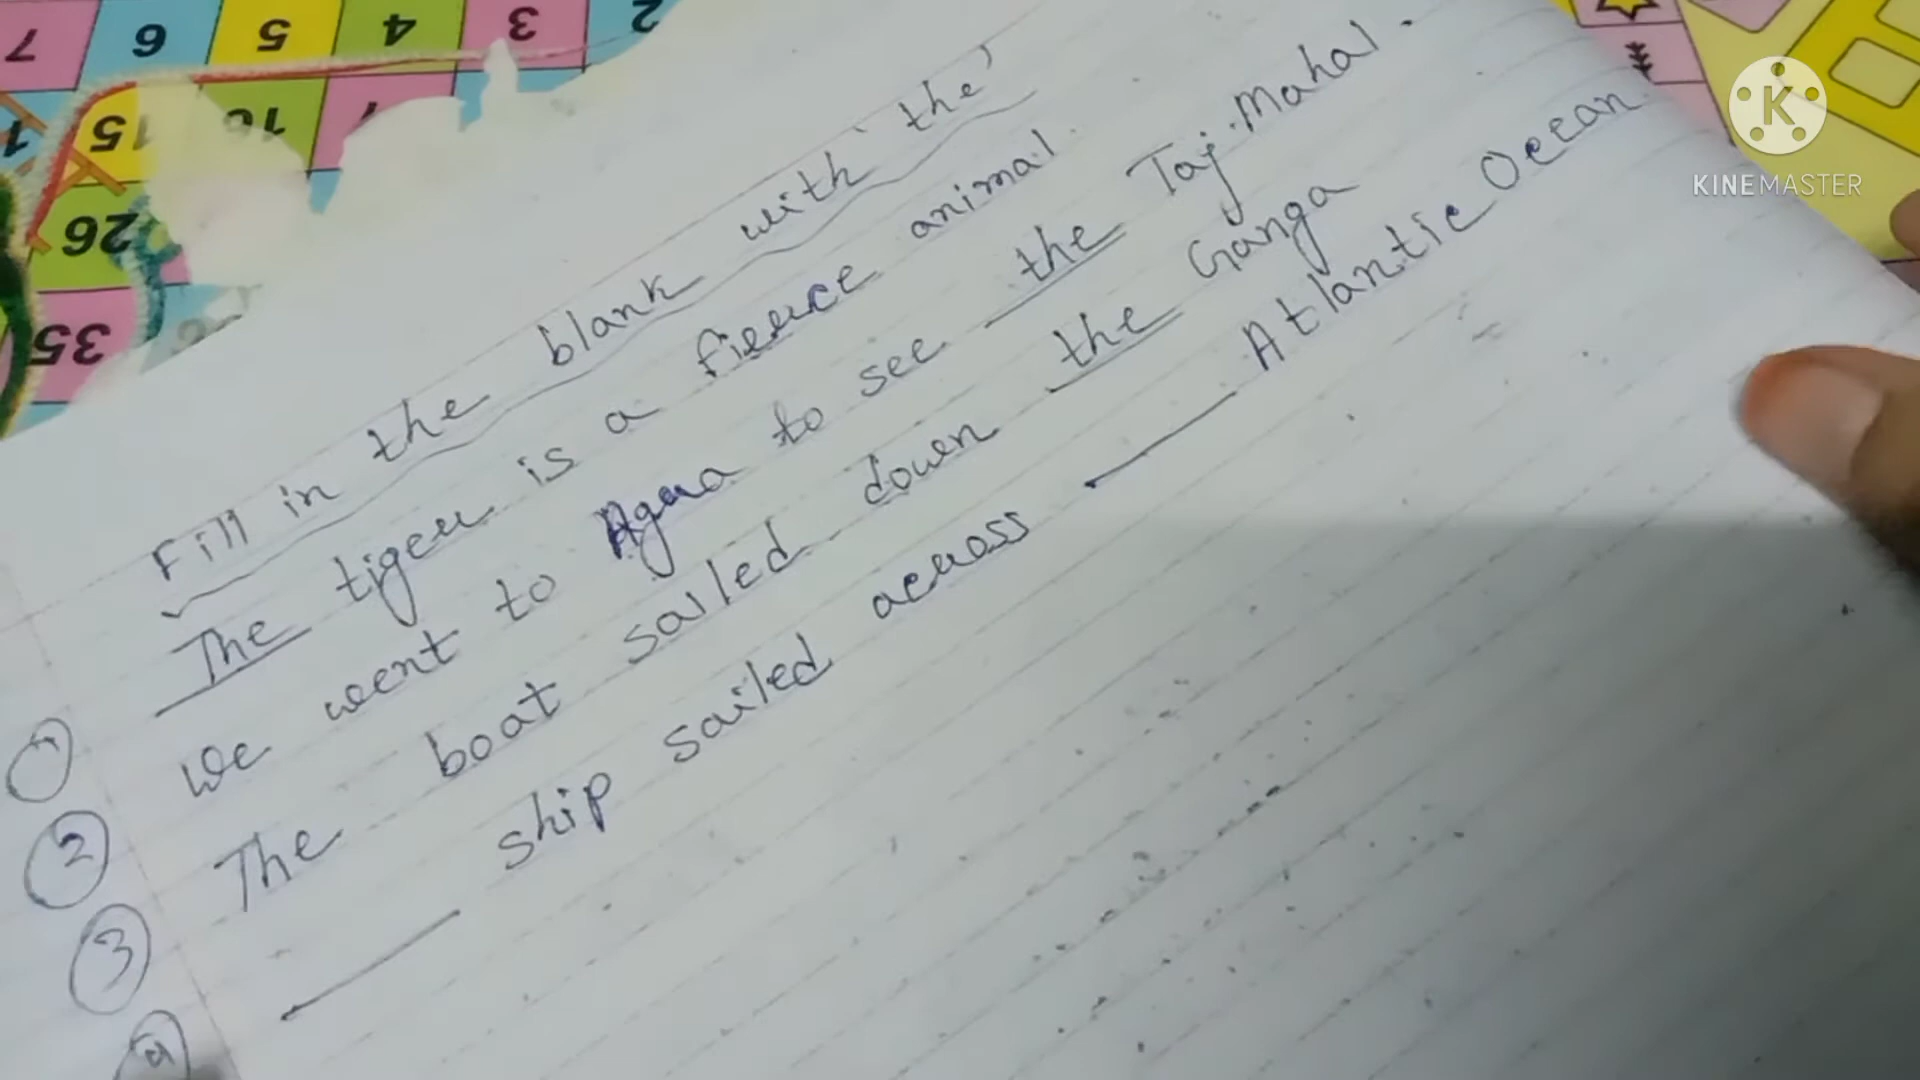 7 6 5 4 3 2
15 16
26
35
Fill in the blank with 'the'
① The tiger is a fierce animal.
② We went to Agra to see the Taj Mahal.
③ The boat sailed down the Ganga
④ ____ ship sailed across ____ Atlantic Ocean.
K
KINEMASTER